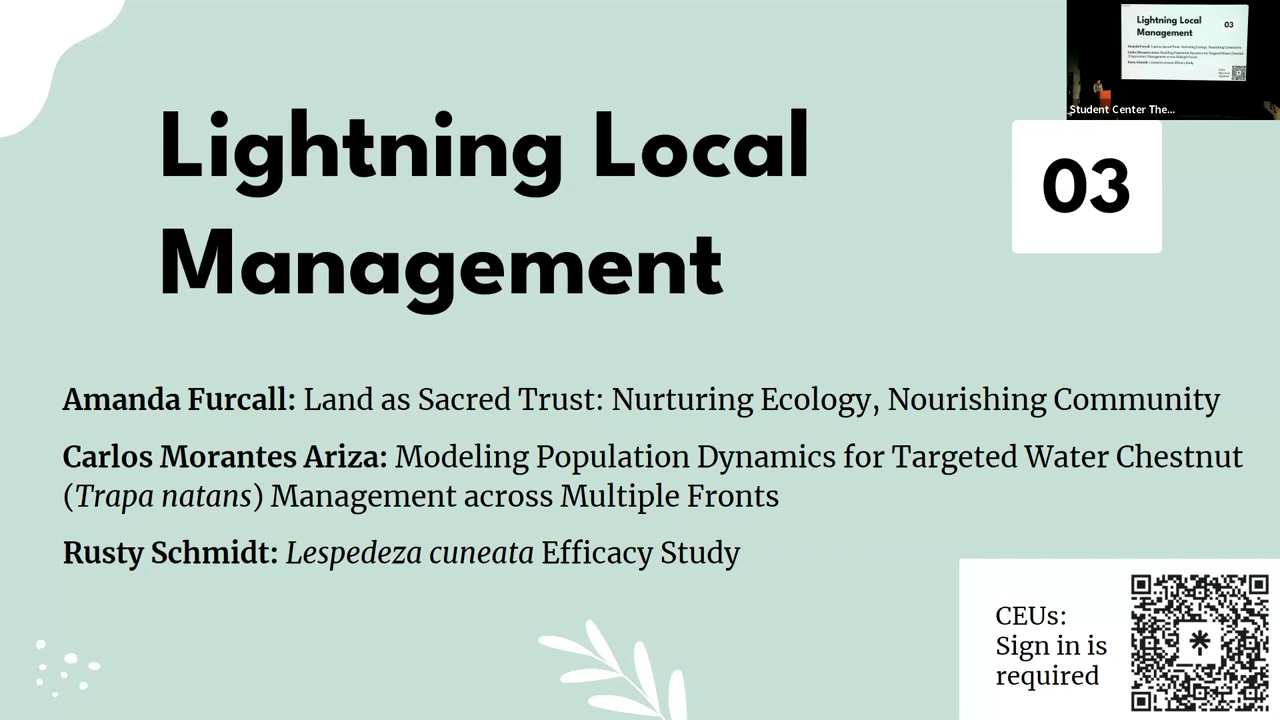 Lightning Local
Management
03
Amanda Furcall: Land as Sacred Trust: Nurturing Ecology, Nourishing Community
Carlos Morantes Ariza: Modeling Population Dynamics for Targeted Water Chestnut
(Trapa natans) Management across Multiple Fronts
Rusty Schmidt: Lespedeza cuneata Efficacy Study
CEUs:
Sign in is
required
Lightning Local
Management
03
Student Center The...